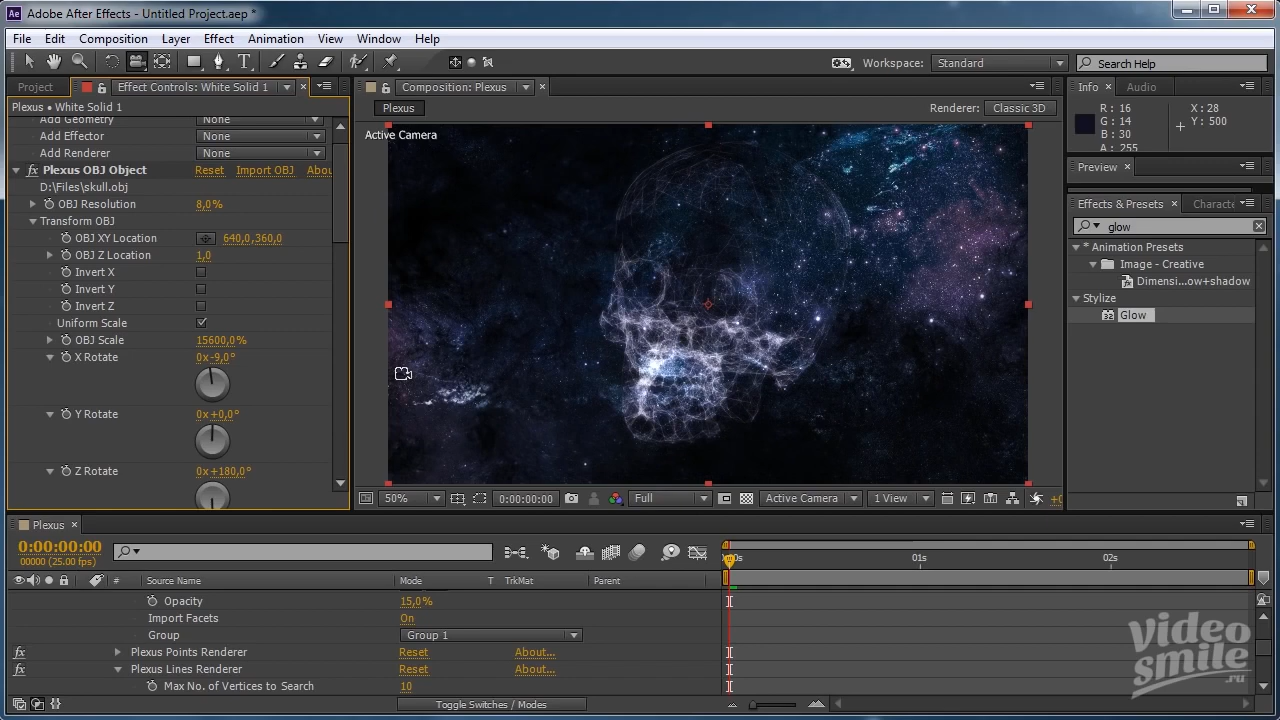 Adobe After Effects - Untitled Project.aep *
File Edit Composition Layer Effect Animation View Window Help
Workspace: Standard Search Help
Project Effect Controls: White Solid 1
Plexus • White Solid 1
Add Geometry None
Add Effector None
Add Renderer None
fx Plexus OBJ Object Reset Import OBJ Abou
D:\Files\skull.obj
OBJ Resolution 8,0%
Transform OBJ
OBJ XY Location 640,0,360,0
OBJ Z Location 1,0
Invert X
Invert Y
Invert Z
Uniform Scale
OBJ Scale 15600,0%
X Rotate 0x-9,0°
Y Rotate 0x+0,0°
Z Rotate 0x+180,0°
Composition: Plexus
Plexus Renderer: Classic 3D
Active Camera
50% 0:00:00:00 Full Active Camera 1 View +0
Info Audio
R : 16 X : 28
G : 14 Y : 500
B : 30
A : 255
Preview
Effects & Presets Characte
glow
* Animation Presets
Image - Creative
Dimensi...ow+shadow
Stylize
32 Glow
Plexus
0:00:00:00
00000 (25.00 fps)
# Source Name Mode T TrkMat Parent
01s 02s
Opacity 15,0%
Import Facets On
Group Group 1
fx Plexus Points Renderer Reset About...
fx Plexus Lines Renderer Reset About...
Max No. of Vertices to Search 10
Toggle Switches / Modes
video
smile
.ru